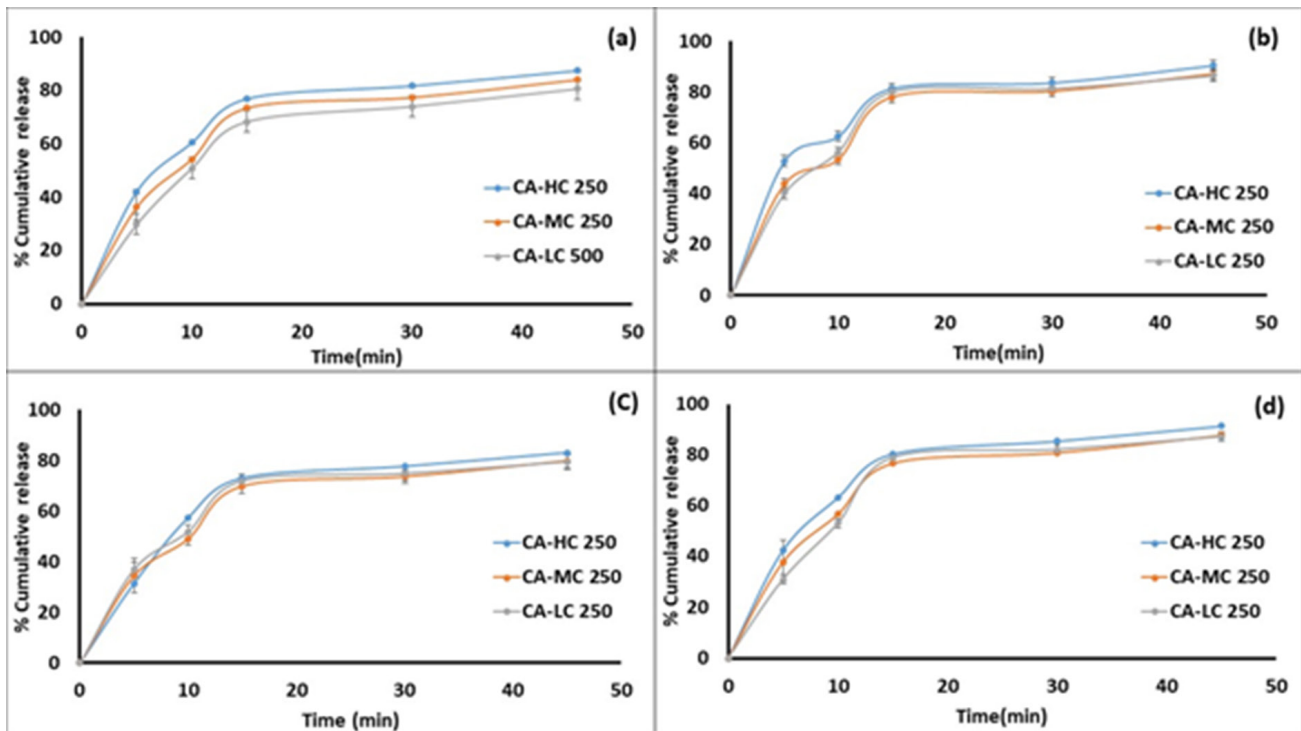 (a)
% Cumulative release
100
80
60
40
20
0
CA-HC 250
CA-MC 250
CA-LC 500
0 10 20 30 40 50
Time(min)
(b)
% Cumulative release
100
80
60
40
20
0
CA-HC 250
CA-MC 250
CA-LC 250
0 10 20 30 40 50
Time(min)
(C)
% Cumulative release
100
80
60
40
20
0
CA-HC 250
CA-MC 250
CA-LC 250
0 10 20 30 40 50
Time (min)
(d)
% Cumulative release
100
80
60
40
20
0
CA-HC 250
CA-MC 250
CA-LC 250
0 10 20 30 40 50
Time(min)